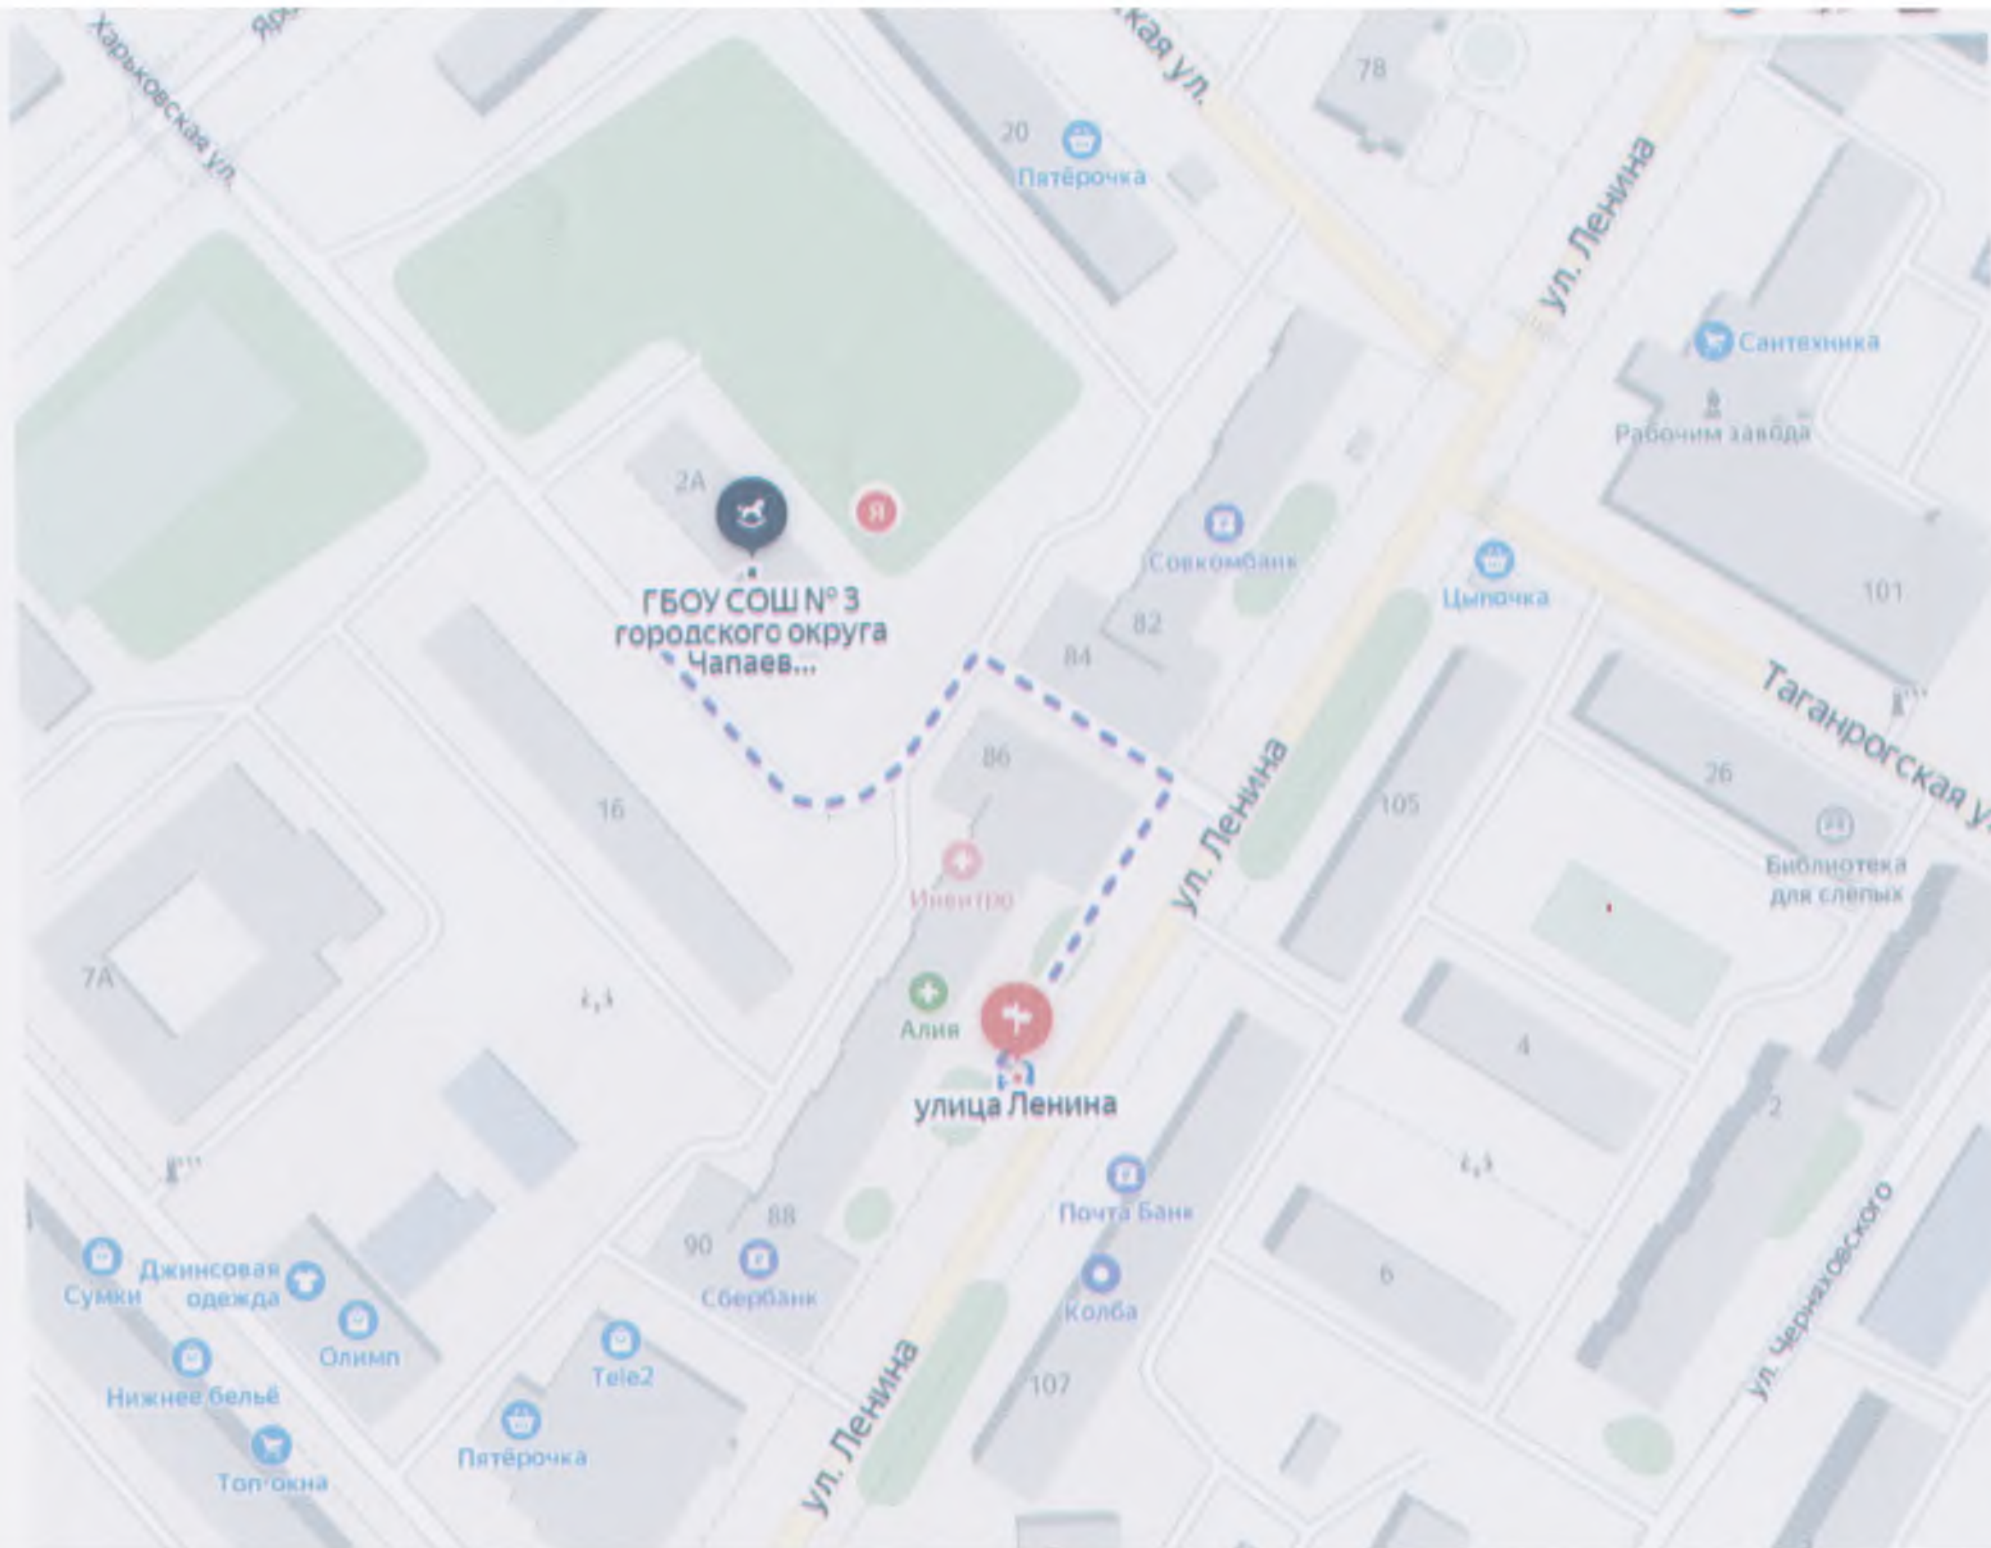 Харьковская ул.
кая ул.
78
20
Пятёрочка
ул. Ленина
Сантехника
Рабочим завода
2А
Я
ГБОУ СОШ № 3
городского округа
Чапаев...
Совкомбанк
82
84
Цыпочка
101
Таганрогская у
86
ул. Ленина
105
26
Библиотека
для слепых
16
Инвитро
7А
Алия
улица Ленина
4
2
Почта Банк
88
90
Сбербанк
Колба
6
ул. Черняховского
Сумки
Джинсовая
одежда
Олимп
Tele2
Нижнее бельё
107
ул. Ленина
Пятёрочка
Топ-окна